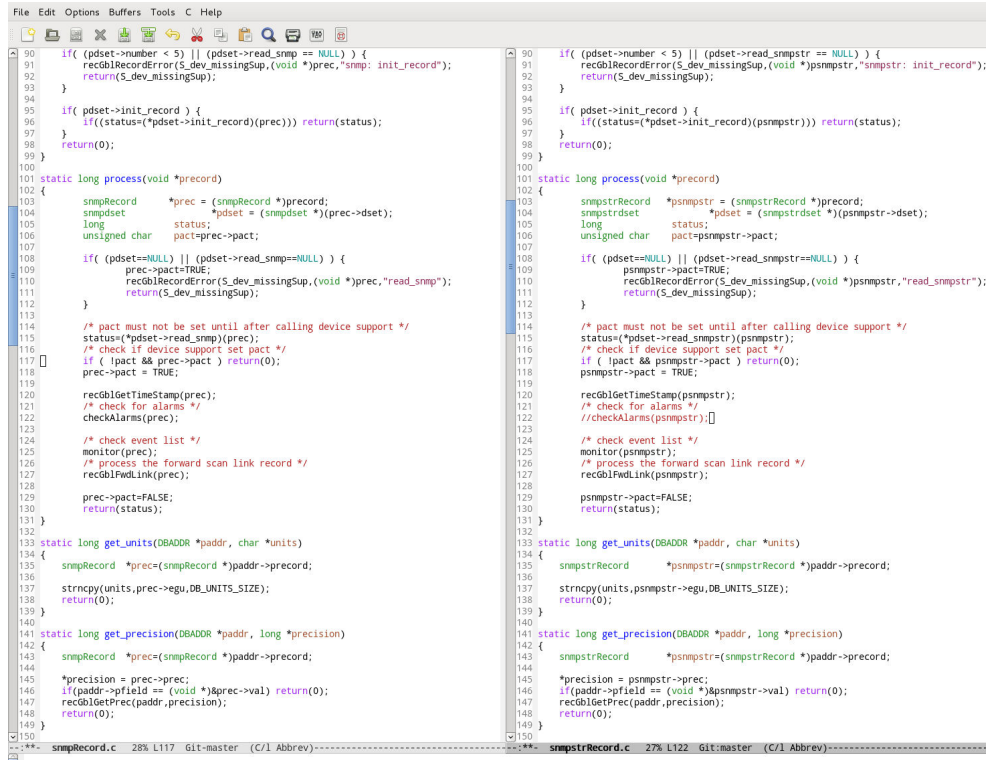 File Edit Options Buffers Tools C Help
90 if( (pdset->number < 5) || (pdset->read_snmp == NULL) ) {
91 recGblRecordError(S_dev_missingSup,(void *)prec,"snmp: init_record");
92 return(S_dev_missingSup);
93 }
94
95 if( pdset->init_record ) {
96 if((status=(*pdset->init_record)(prec))) return(status);
97 }
98 return(0);
99 }
100
101 static long process(void *precord)
102 {
103 snmpRecord *prec = (snmpRecord *)precord;
104 snmpdset *pdset = (snmpdset *)(prec->dset);
105 long status;
106 unsigned char pact=prec->pact;
107
108 if( (pdset==NULL) || (pdset->read_snmp==NULL) ) {
109 prec->pact=TRUE;
110 recGblRecordError(S_dev_missingSup,(void *)prec,"read_snmp");
111 return(S_dev_missingSup);
112 }
113
114 /* pact must not be set until after calling device support */
115 status=(*pdset->read_snmp)(prec);
116 /* check if device support set pact */
117 if ( !pact && prec->pact ) return(0);
118 prec->pact = TRUE;
119
120 recGblGetTimeStamp(prec);
121 /* check for alarms */
122 checkAlarms(prec);
123
124 /* check event list */
125 monitor(prec);
126 /* process the forward scan link record */
127 recGblFwdLink(prec);
128
129 prec->pact=FALSE;
130 return(status);
131 }
132
133 static long get_units(DBADDR *paddr, char *units)
134 {
135 snmpRecord *prec=(snmpRecord *)paddr->precord;
136
137 strncpy(units,prec->egu,DB_UNITS_SIZE);
138 return(0);
139 }
140
141 static long get_precision(DBADDR *paddr, long *precision)
142 {
143 snmpRecord *prec=(snmpRecord *)paddr->precord;
144
145 *precision = prec->prec;
146 if(paddr->pfield == (void *)&prec->val) return(0);
147 recGblGetPrec(paddr,precision);
148 return(0);
149 }
150
--:**- snmpRecord.c 28% L117 Git-master (C/l Abbrev)
90 if( (pdset->number < 5) || (pdset->read_snmpstr == NULL) ) {
91 recGblRecordError(S_dev_missingSup,(void *)psnmpstr,"snmpstr: init_record");
92 return(S_dev_missingSup);
93 }
94
95 if( pdset->init_record ) {
96 if((status=(*pdset->init_record)(psnmpstr))) return(status);
97 }
98 return(0);
99 }
100
101 static long process(void *precord)
102 {
103 snmpstrRecord *psnmpstr = (snmpstrRecord *)precord;
104 snmpstrdset *pdset = (snmpstrdset *)(psnmpstr->dset);
105 long status;
106 unsigned char pact=psnmpstr->pact;
107
108 if( (pdset==NULL) || (pdset->read_snmpstr==NULL) ) {
109 psnmpstr->pact=TRUE;
110 recGblRecordError(S_dev_missingSup,(void *)psnmpstr,"read_snmpstr");
111 return(S_dev_missingSup);
112 }
113
114 /* pact must not be set until after calling device support */
115 status=(*pdset->read_snmpstr)(psnmpstr);
116 /* check if device support set pact */
117 if ( !pact && psnmpstr->pact ) return(0);
118 psnmpstr->pact = TRUE;
119
120 recGblGetTimeStamp(psnmpstr);
121 /* check for alarms */
122 //checkAlarms(psnmpstr);
123
124 /* check event list */
125 monitor(psnmpstr);
126 /* process the forward scan link record */
127 recGblFwdLink(psnmpstr);
128
129 psnmpstr->pact=FALSE;
130 return(status);
131 }
132
133 static long get_units(DBADDR *paddr, char *units)
134 {
135 snmpstrRecord *psnmpstr=(snmpstrRecord *)paddr->precord;
136
137 strncpy(units,psnmpstr->egu,DB_UNITS_SIZE);
138 return(0);
139 }
140
141 static long get_precision(DBADDR *paddr, long *precision)
142 {
143 snmpstrRecord *psnmpstr=(snmpstrRecord *)paddr->precord;
144
145 *precision = psnmpstr->prec;
146 if(paddr->pfield == (void *)&psnmpstr->val) return(0);
147 recGblGetPrec(paddr,precision);
148 return(0);
149 }
150
--:**- snmpstrRecord.c 27% L122 Git:master (C/l Abbrev)